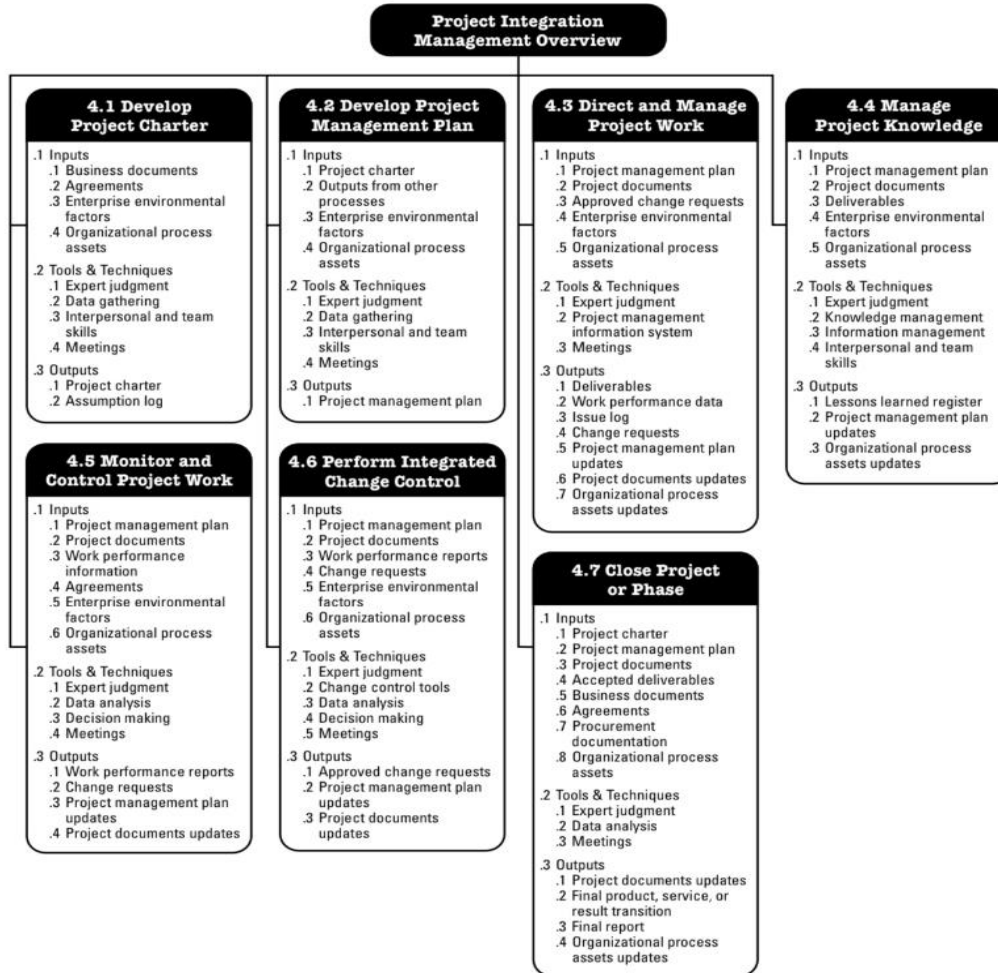 Project Integration
Management Overview
4.1 Develop
Project Charter
.1 Inputs
.1 Business documents
.2 Agreements
.3 Enterprise environmental
factors
.4 Organizational process
assets
.2 Tools & Techniques
.1 Expert judgment
.2 Data gathering
.3 Interpersonal and team
skills
.4 Meetings
.3 Outputs
.1 Project charter
.2 Assumption log
4.2 Develop Project
Management Plan
.1 Inputs
.1 Project charter
.2 Outputs from other
processes
.3 Enterprise environmental
factors
.4 Organizational process
assets
.2 Tools & Techniques
.1 Expert judgment
.2 Data gathering
.3 Interpersonal and team
skills
.4 Meetings
.3 Outputs
.1 Project management plan
4.3 Direct and Manage
Project Work
.1 Inputs
.1 Project management plan
.2 Project documents
.3 Approved change requests
.4 Enterprise environmental
factors
.5 Organizational process
assets
.2 Tools & Techniques
.1 Expert judgment
.2 Project management
information system
.3 Meetings
.3 Outputs
.1 Deliverables
.2 Work performance data
.3 Issue log
.4 Change requests
.5 Project management plan
updates
.6 Project documents updates
.7 Organizational process
assets updates
4.4 Manage
Project Knowledge
.1 Inputs
.1 Project management plan
.2 Project documents
.3 Deliverables
.4 Enterprise environmental
factors
.5 Organizational process
assets
.2 Tools & Techniques
.1 Expert judgment
.2 Knowledge management
.3 Information management
.4 Interpersonal and team
skills
.3 Outputs
.1 Lessons learned register
.2 Project management plan
updates
.3 Organizational process
assets updates
4.5 Monitor and
Control Project Work
.1 Inputs
.1 Project management plan
.2 Project documents
.3 Work performance
information
.4 Agreements
.5 Enterprise environmental
factors
.6 Organizational process
assets
.2 Tools & Techniques
.1 Expert judgment
.2 Data analysis
.3 Decision making
.4 Meetings
.3 Outputs
.1 Work performance reports
.2 Change requests
.3 Project management plan
updates
.4 Project documents updates
4.6 Perform Integrated
Change Control
.1 Inputs
.1 Project management plan
.2 Project documents
.3 Work performance reports
.4 Change requests
.5 Enterprise environmental
factors
.6 Organizational process
assets
.2 Tools & Techniques
.1 Expert judgment
.2 Change control tools
.3 Data analysis
.4 Decision making
.5 Meetings
.3 Outputs
.1 Approved change requests
.2 Project management plan
updates
.3 Project documents
updates
4.7 Close Project
or Phase
.1 Inputs
.1 Project charter
.2 Project management plan
.3 Project documents
.4 Accepted deliverables
.5 Business documents
.6 Agreements
.7 Procurement
documentation
.8 Organizational process
assets
.2 Tools & Techniques
.1 Expert judgment
.2 Data analysis
.3 Meetings
.3 Outputs
.1 Project documents updates
.2 Final product, service, or
result transition
.3 Final report
.4 Organizational process
assets updates